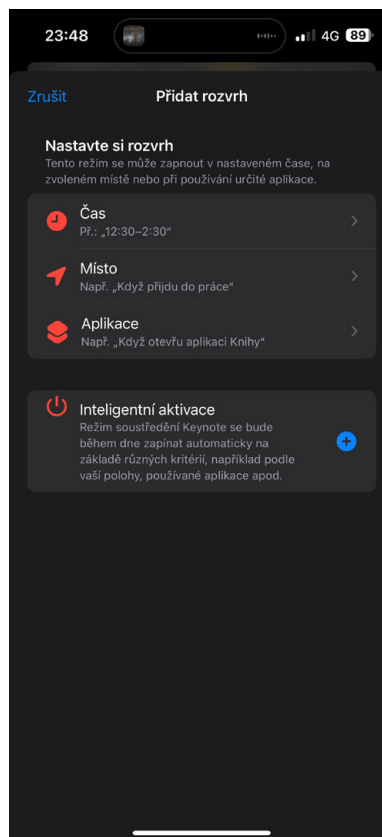 23:48
4G 89
Zrušit
Přidat rozvrh
Nastavte si rozvrh
Tento režim se může zapnout v nastaveném čase, na
zvoleném místě nebo při používání určité aplikace.
Čas
Př.: „12:30–2:30“
Místo
Např. „Když přijdu do práce“
Aplikace
Např. „Když otevřu aplikaci Knihy“
Inteligentní aktivace
Režim soustředění Keynote se bude
během dne zapínat automaticky na
základě různých kritérií, například podle
vaší polohy, používané aplikace apod.